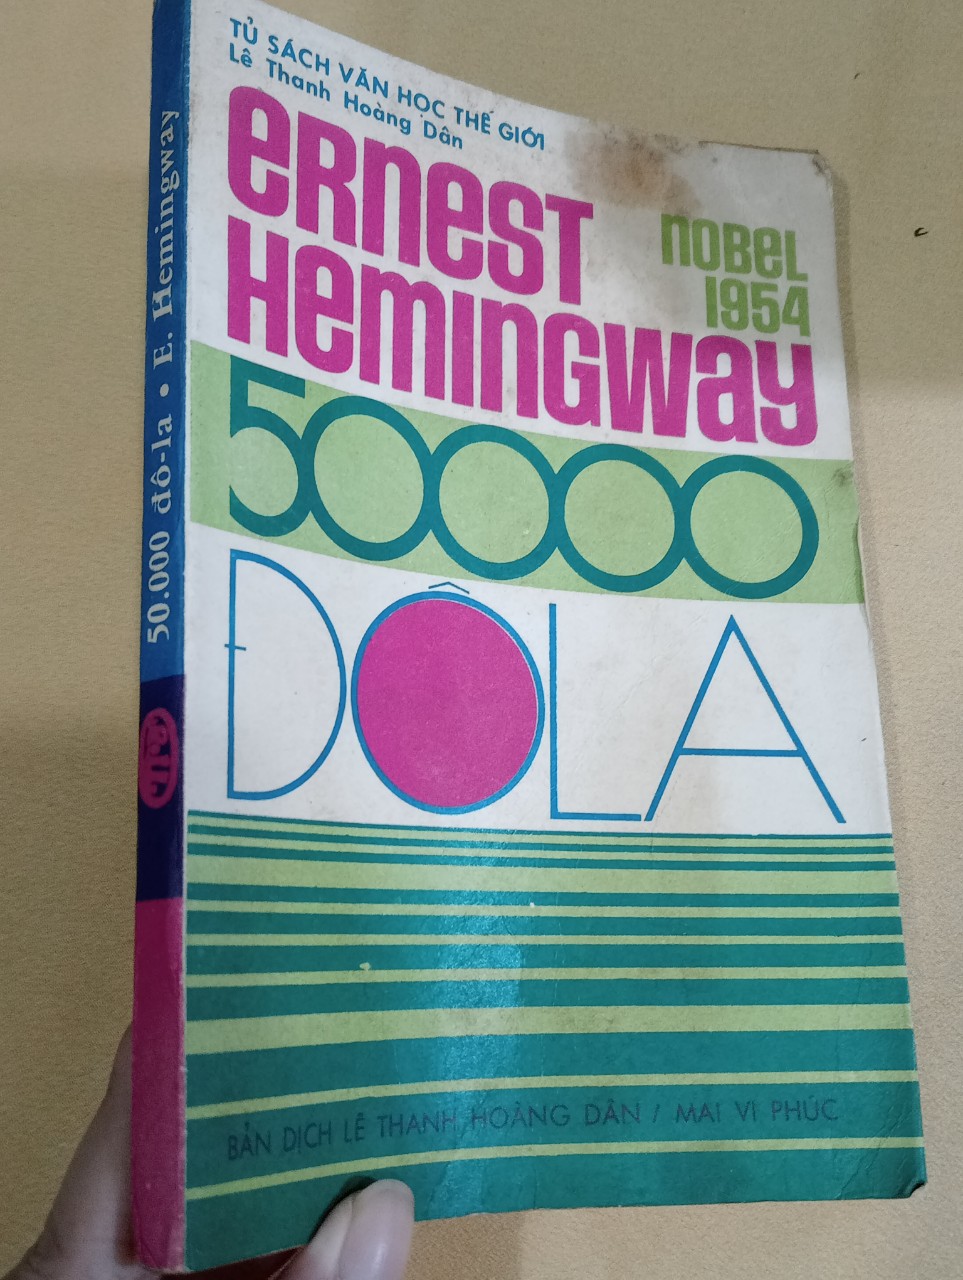 TỦ SÁCH VĂN HỌC THẾ GIỚI
Lê Thanh Hoàng Dân
eRNeST
HemINGWay
NOBeL
1954
50000
ĐÔLA
BẢN DỊCH LÊ THANH HOÀNG DÂN / MAI VI PHÚC
50.000 đô-la • E. Hemingway